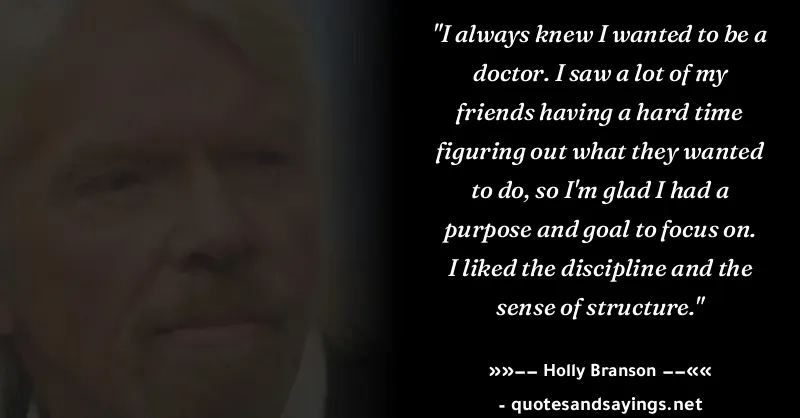 "I always knew I wanted to be a
doctor. I saw a lot of my
friends having a hard time
figuring out what they wanted
to do, so I'm glad I had a
purpose and goal to focus on.
I liked the discipline and the
sense of structure."
»»−− Holly Branson −−««
- quotesandsayings.net